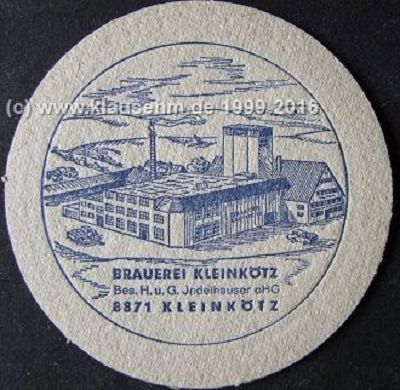 (c) www.klausehm.de 1999,2016
BRAUEREI KLEINKÖTZ
Bes. H. u. G. Jedelhauser oHG
8871 KLEINKÖTZ